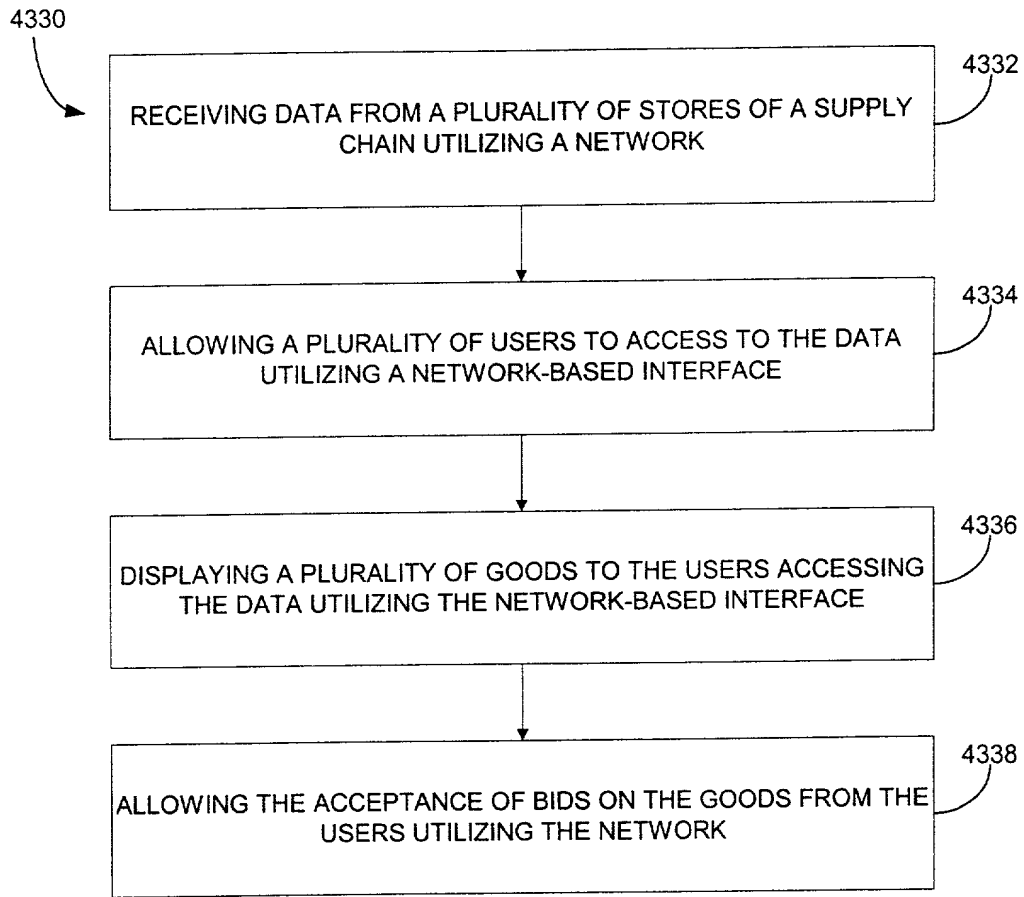 4330
4332
RECEIVING DATA FROM A PLURALITY OF STORES OF A SUPPLY
CHAIN UTILIZING A NETWORK
4334
ALLOWING A PLURALITY OF USERS TO ACCESS TO THE DATA
UTILIZING A NETWORK-BASED INTERFACE
4336
DISPLAYING A PLURALITY OF GOODS TO THE USERS ACCESSING
THE DATA UTILIZING THE NETWORK-BASED INTERFACE
4338
ALLOWING THE ACCEPTANCE OF BIDS ON THE GOODS FROM THE
USERS UTILIZING THE NETWORK